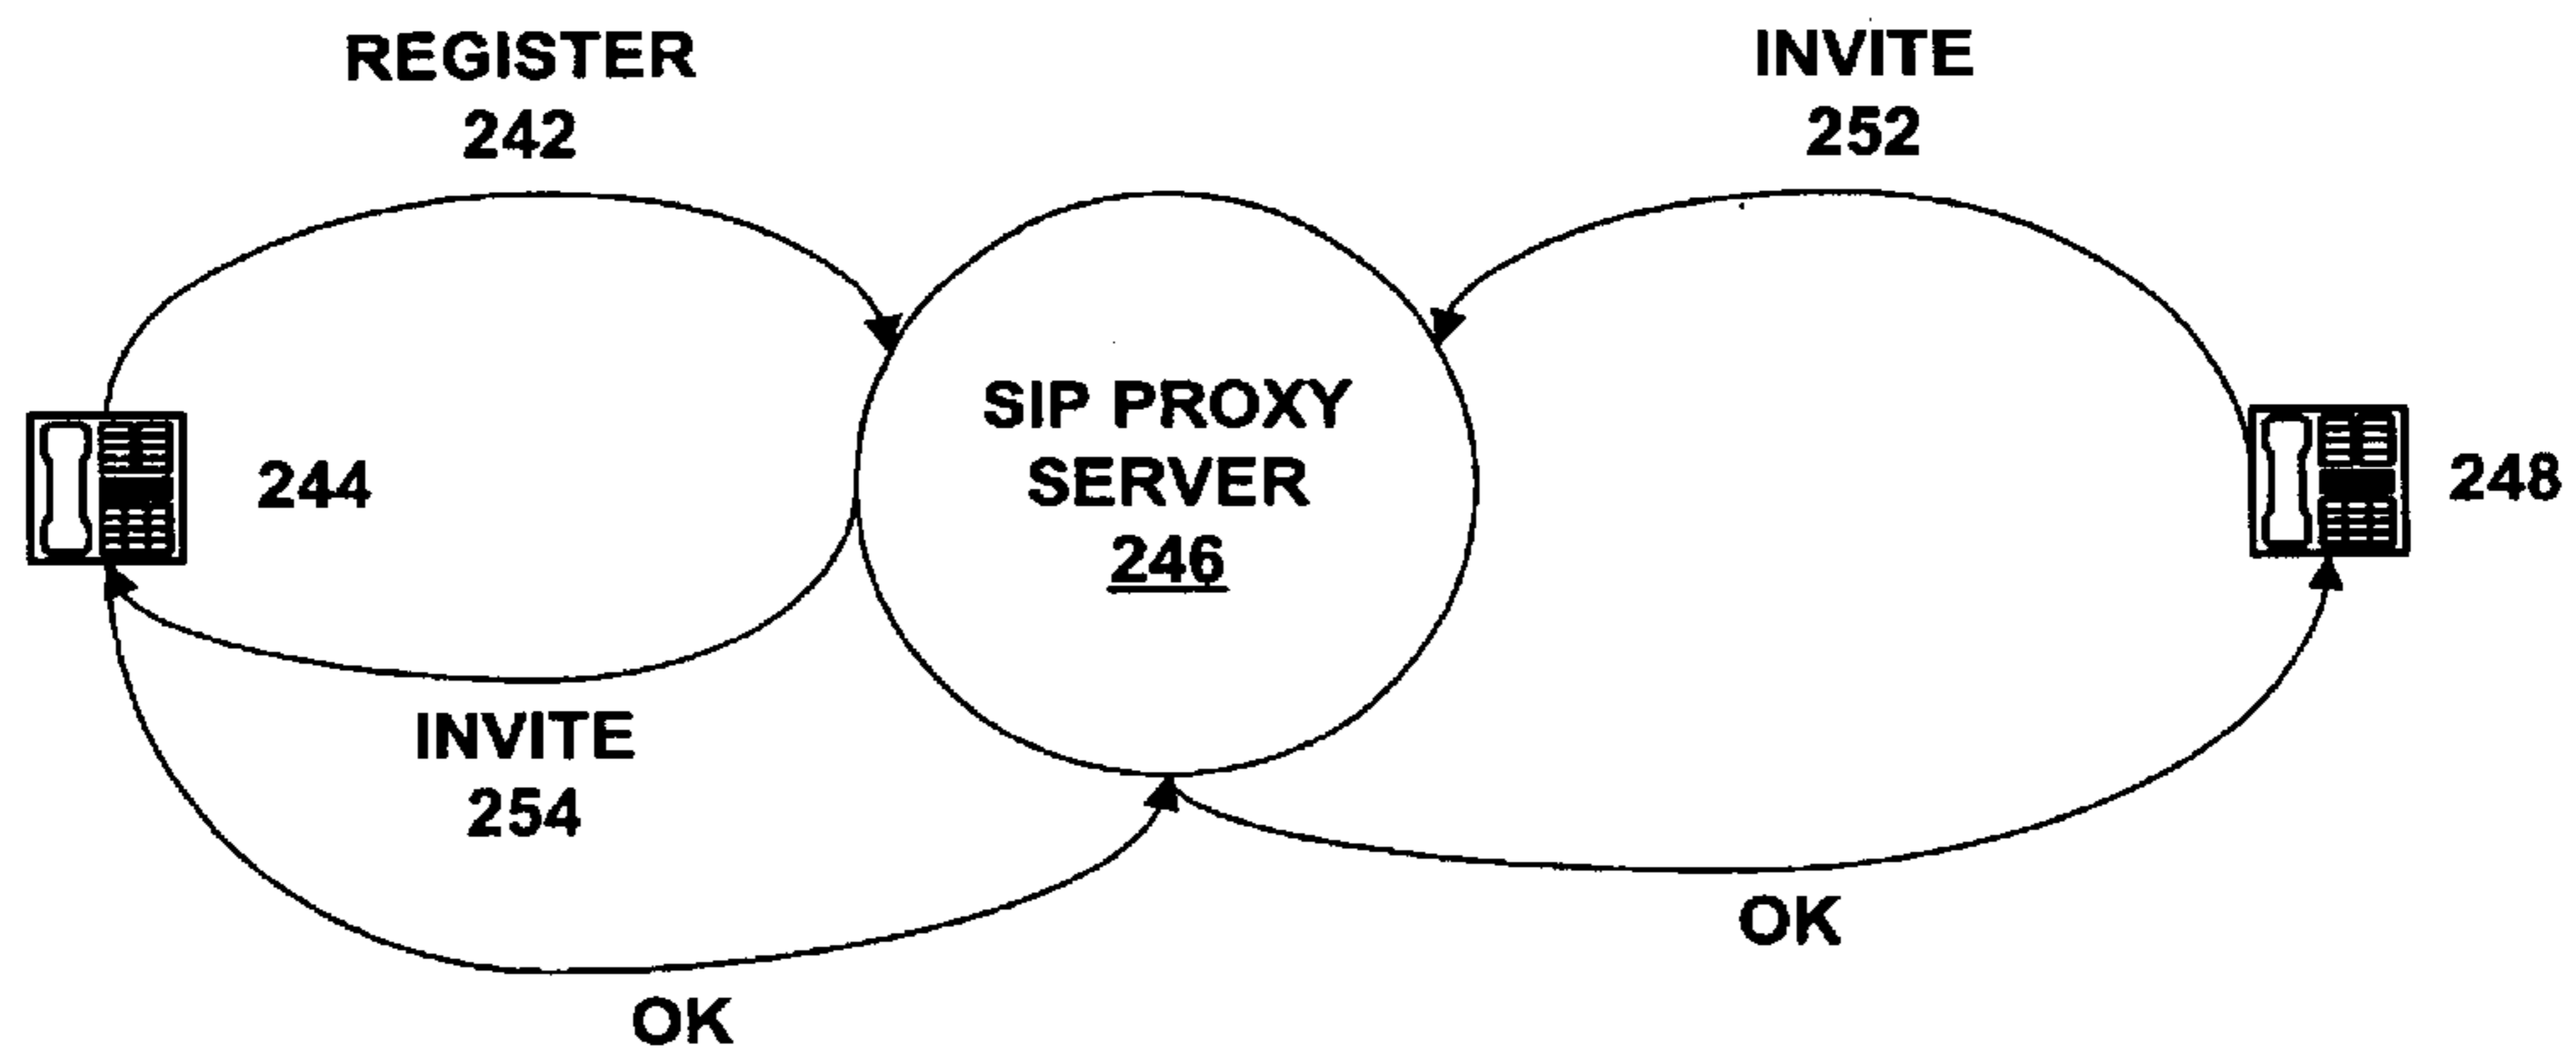 REGISTER
242
INVITE
252
SIP PROXY
SERVER
246
244
248
INVITE
254
OK
OK